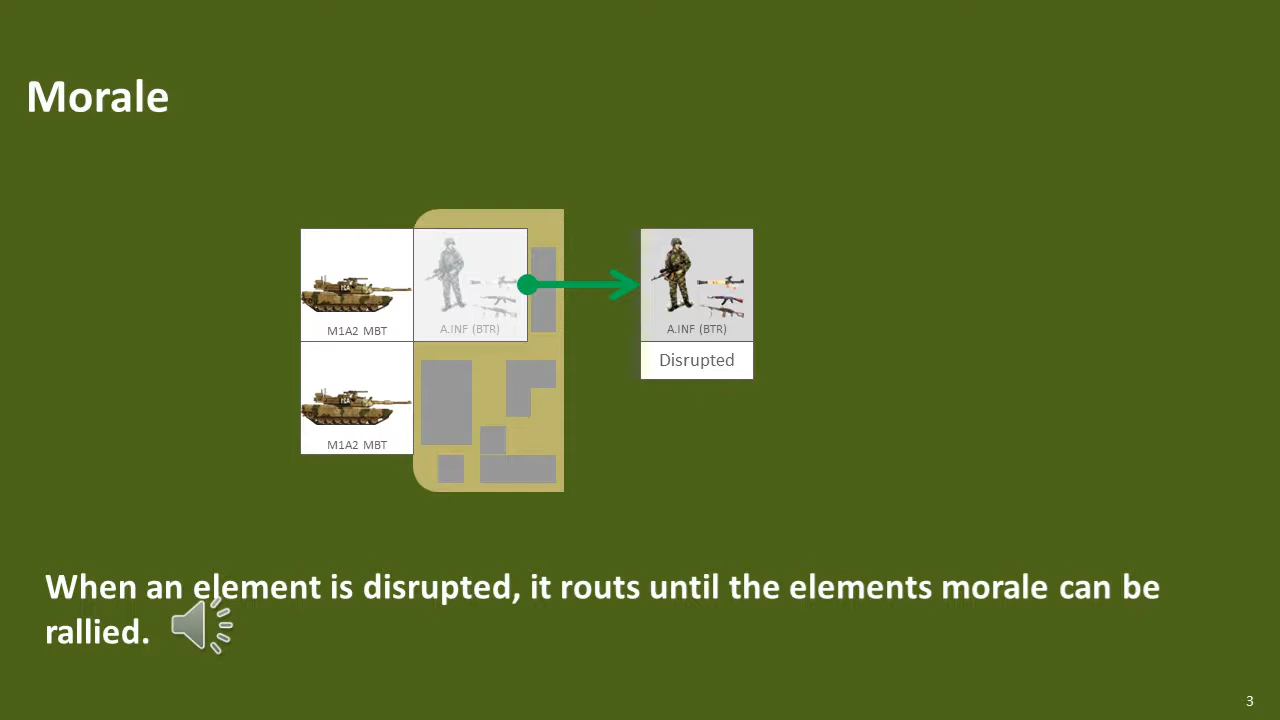 Morale
M1A2 MBT
A.INF (BTR)
A.INF (BTR)
Disrupted
M1A2 MBT
When an element is disrupted, it routs until the elements morale can be
rallied.
3